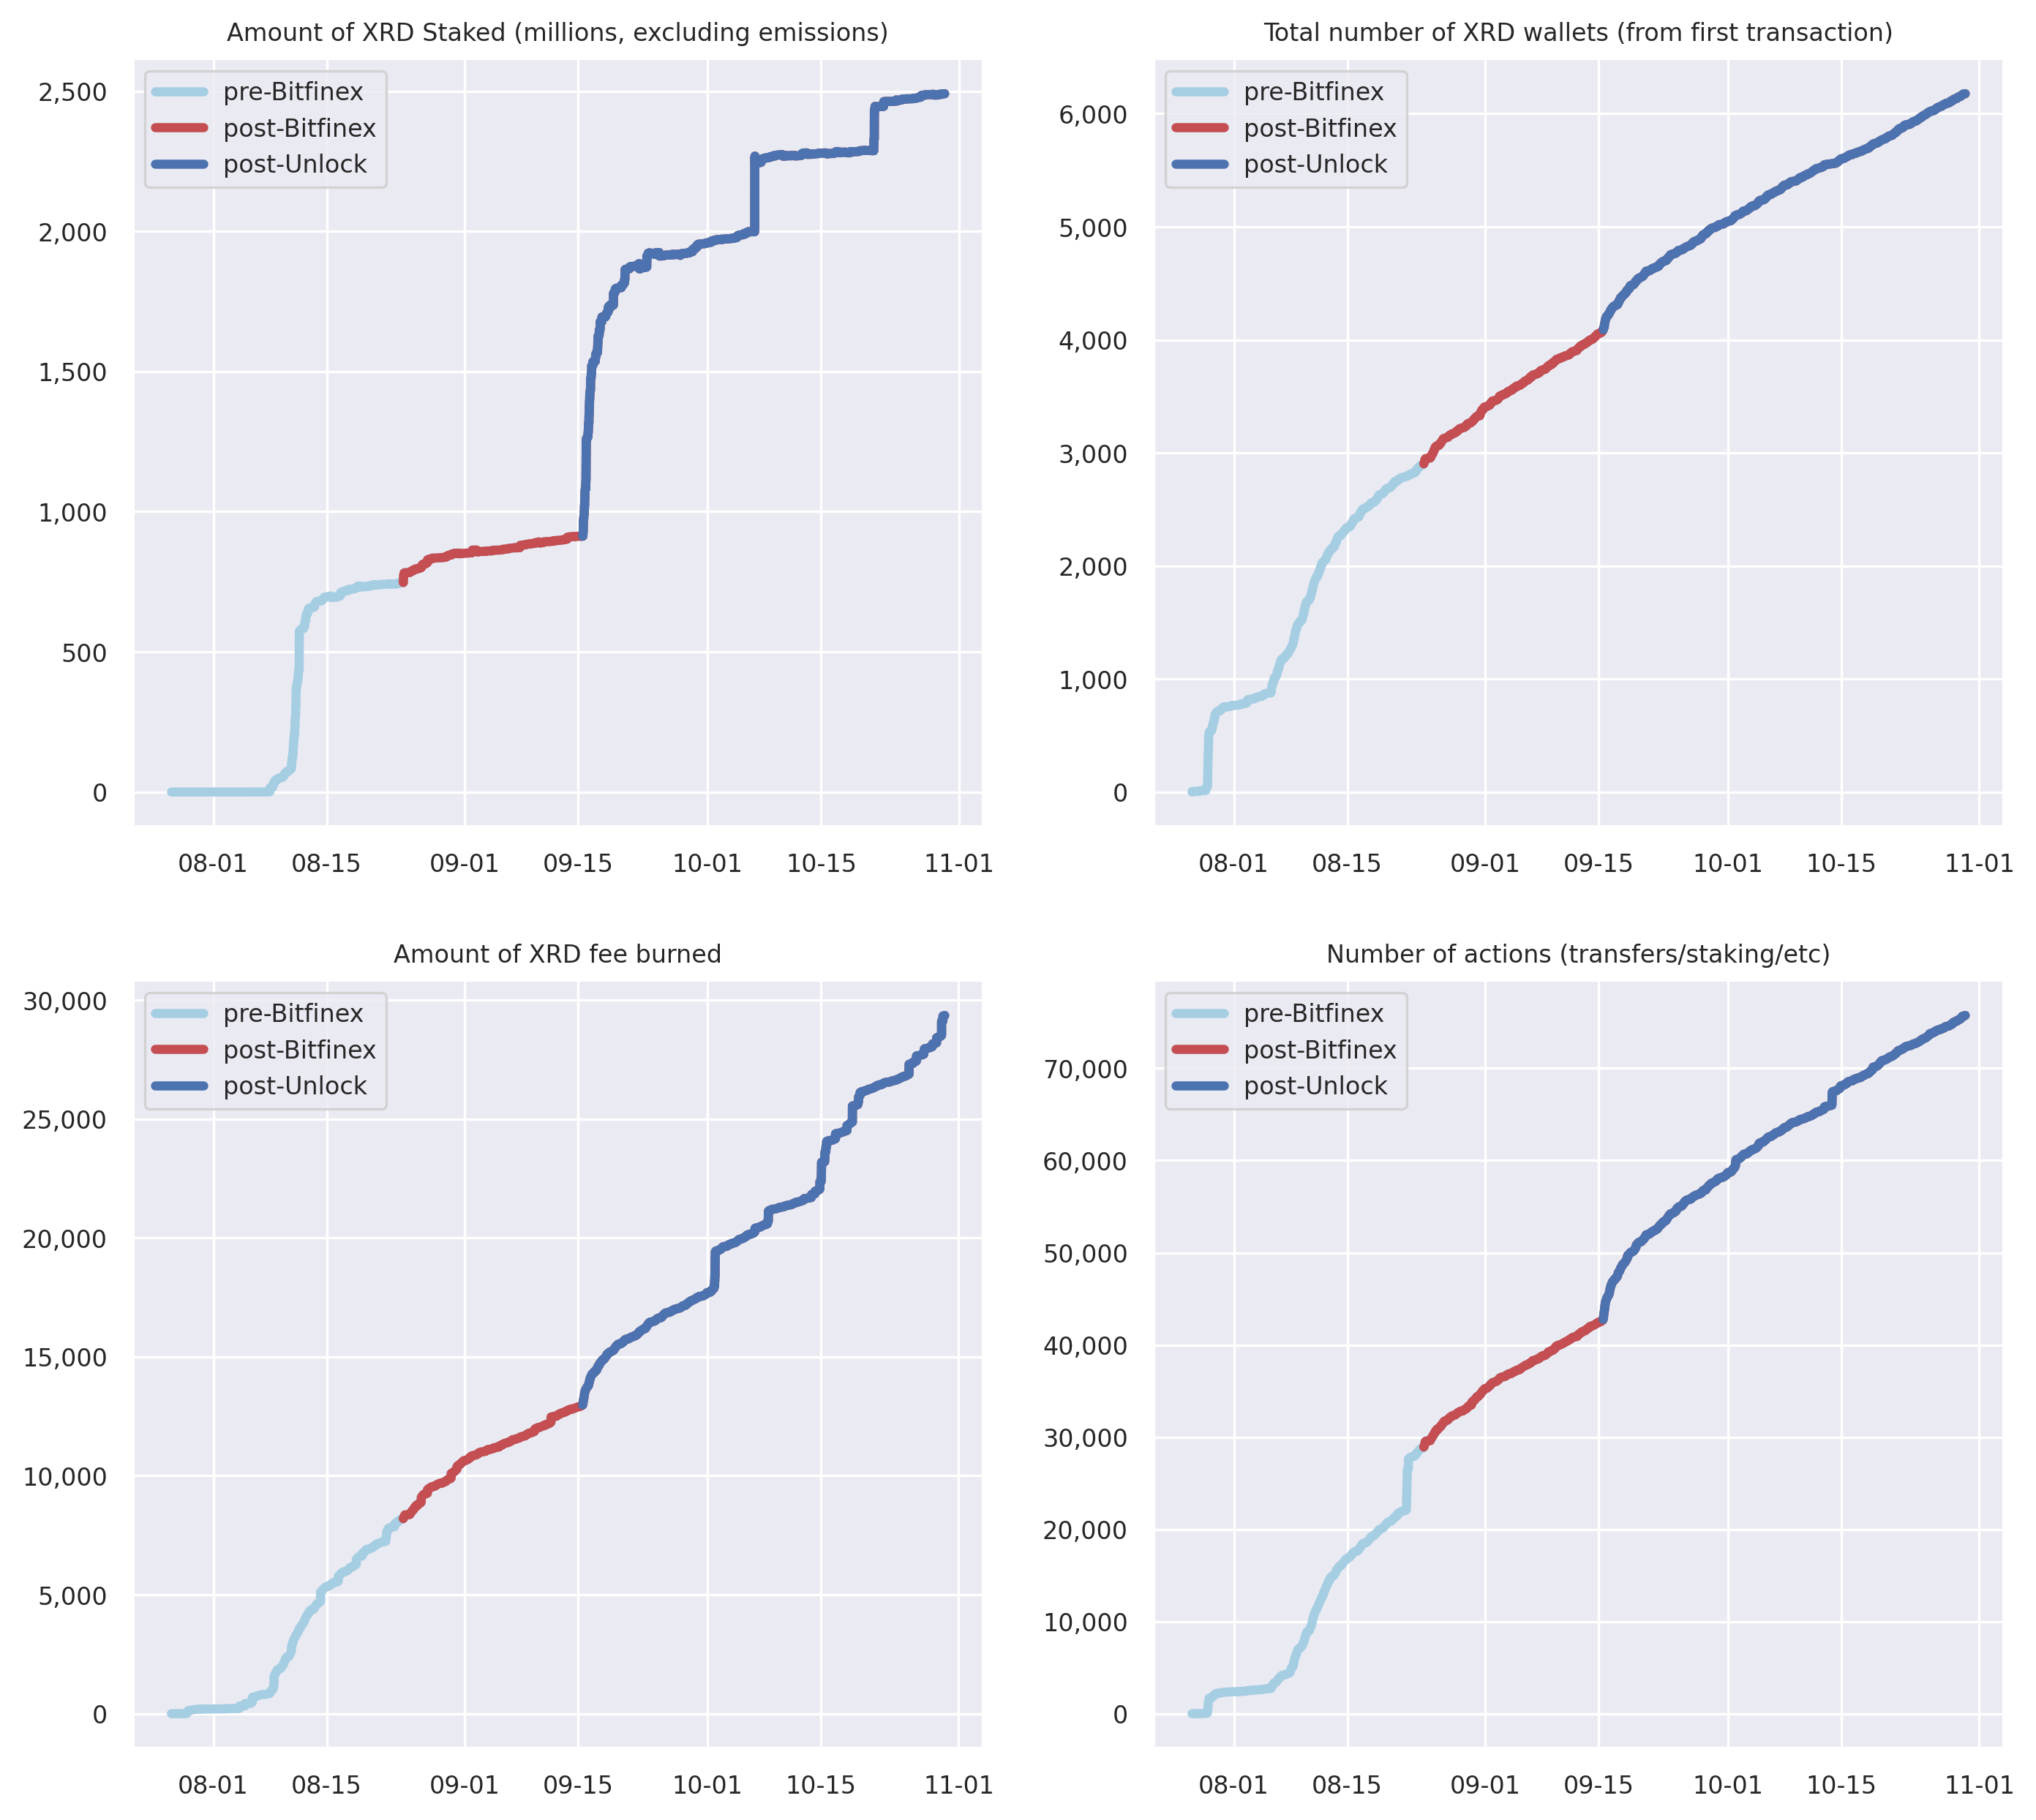 Amount of XRD Staked (millions, excluding emissions)
pre-Bitfinex
post-Bitfinex
post-Unlock
2,500
2,000
1,500
1,000
500
0
08-01 08-15 09-01 09-15 10-01 10-15 11-01
Total number of XRD wallets (from first transaction)
pre-Bitfinex
post-Bitfinex
post-Unlock
6,000
5,000
4,000
3,000
2,000
1,000
0
08-01 08-15 09-01 09-15 10-01 10-15 11-01
Amount of XRD fee burned
pre-Bitfinex
post-Bitfinex
post-Unlock
30,000
25,000
20,000
15,000
10,000
5,000
0
08-01 08-15 09-01 09-15 10-01 10-15 11-01
Number of actions (transfers/staking/etc)
pre-Bitfinex
post-Bitfinex
post-Unlock
70,000
60,000
50,000
40,000
30,000
20,000
10,000
0
08-01 08-15 09-01 09-15 10-01 10-15 11-01